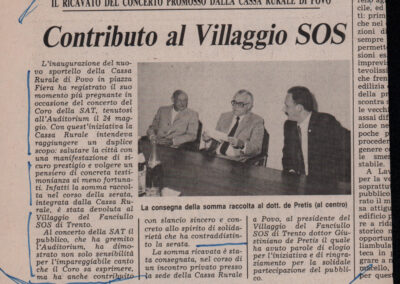 IL RICAVATO DEL CONCERTO PROMOSSO DALLA CASSA RURALE DI POVO
Contributo al Villaggio SOS
L'inaugurazione del nuo-
vo sportello della Cassa
Rurale di Povo in piazza
Fiera ha registrato il suo
momento più pregnante in
occasione del concerto del
Coro della SAT, tenutosi
all'Auditorium il 24 mag-
gio. Con quest'iniziativa la
Cassa Rurale intendeva
raggiungere un duplice
scopo: salutare la città con
una manifestazione di si-
curo prestigio e volgere un
pensiero di concreta testi-
monianza ai meno fortuna-
ti. Infatti la somma raccol-
ta nel corso della serata,
integrata dalla Cassa Rura-
le, è stata devoluta al
Villaggio del Fanciullo
SOS di Trento.
Al concerto della SAT il
pubblico, che ha gremito
l'Auditorium, ha dimo-
strato non solo sensibilità
per l'impareggiabile canto
che il Coro sa esprimere,
ma ha anche contribuito
La consegna della somma raccolta al dott. de Pretis (al centro)
con slancio sincero e con-
creto allo spirito di solida-
rietà che ha contraddistin-
to la serata.
La somma ricavata è sta-
ta consegnata, nel corso di
un incontro privato presso
la sede della Cassa Rurale
a Povo, al presidente del
Villaggio del Fanciullo
SOS di Trento dottor Giu-
stiniano de Pretis il quale
ha avuto parole di elogio
per l'iniziativa e di ringra-
ziamento per la solidale
partecipazione del pubbli-
co.